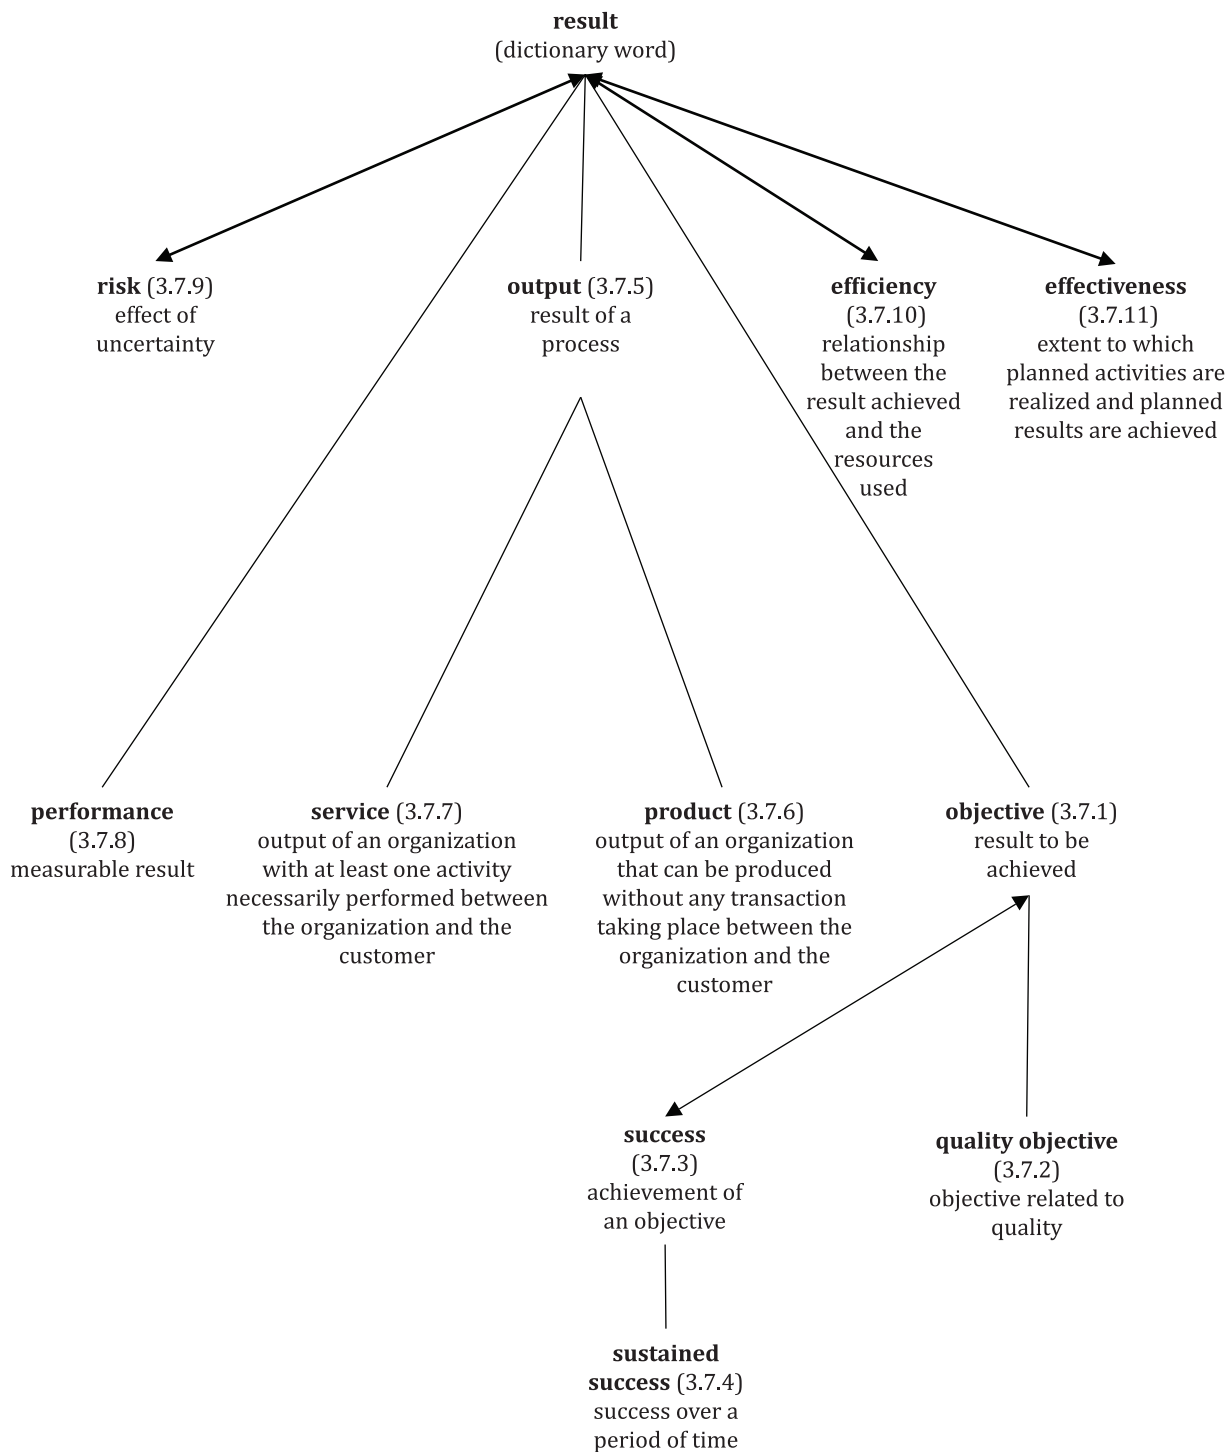 result
(dictionary word)
risk (3.7.9)
effect of
uncertainty
output (3.7.5)
result of a
process
efficiency
(3.7.10)
relationship
between the
result achieved
and the
resources
used
effectiveness
(3.7.11)
extent to which
planned activities are
realized and planned
results are achieved
performance
(3.7.8)
measurable result
service (3.7.7)
output of an organization
with at least one activity
necessarily performed between
the organization and the
customer
product (3.7.6)
output of an organization
that can be produced
without any transaction
taking place between the
organization and the
customer
objective (3.7.1)
result to be
achieved
success
(3.7.3)
achievement of
an objective
quality objective
(3.7.2)
objective related to
quality
sustained
success (3.7.4)
success over a
period of time